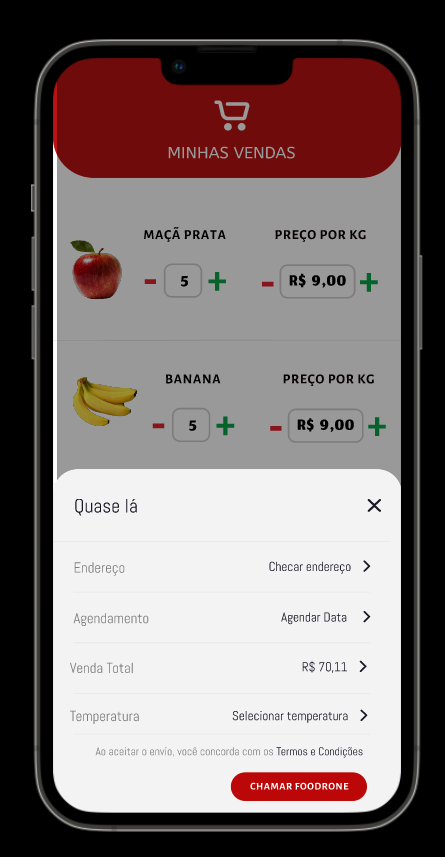 MINHAS VENDAS
MAÇÃ PRATA PREÇO POR KG
- 5 + - R$ 9,00 +
BANANA PREÇO POR KG
- 5 + - R$ 9,00 +
Quase lá
Endereço Checar endereço
Agendamento Agendar Data
Venda Total R$ 70,11
Temperatura Selecionar temperatura
Ao aceitar o envio, você concorda com os Termos e Condições
CHAMAR FOODRONE